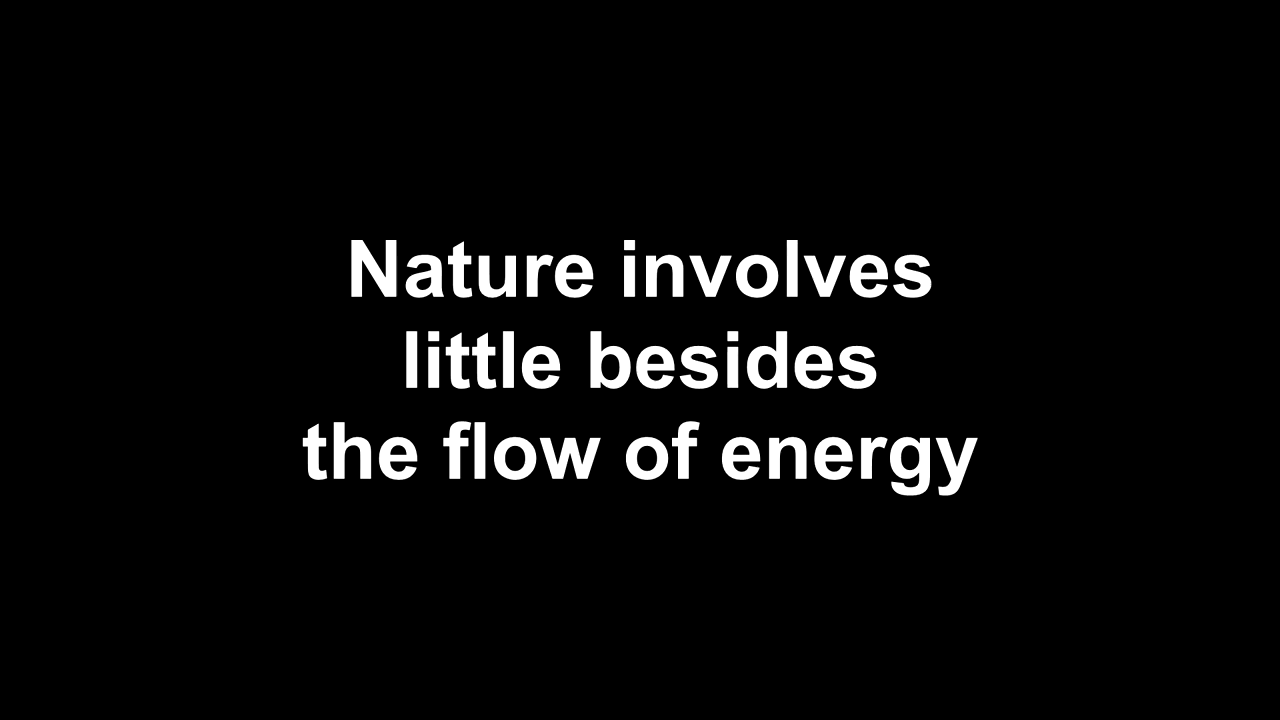 Nature involves
little besides
the flow of energy